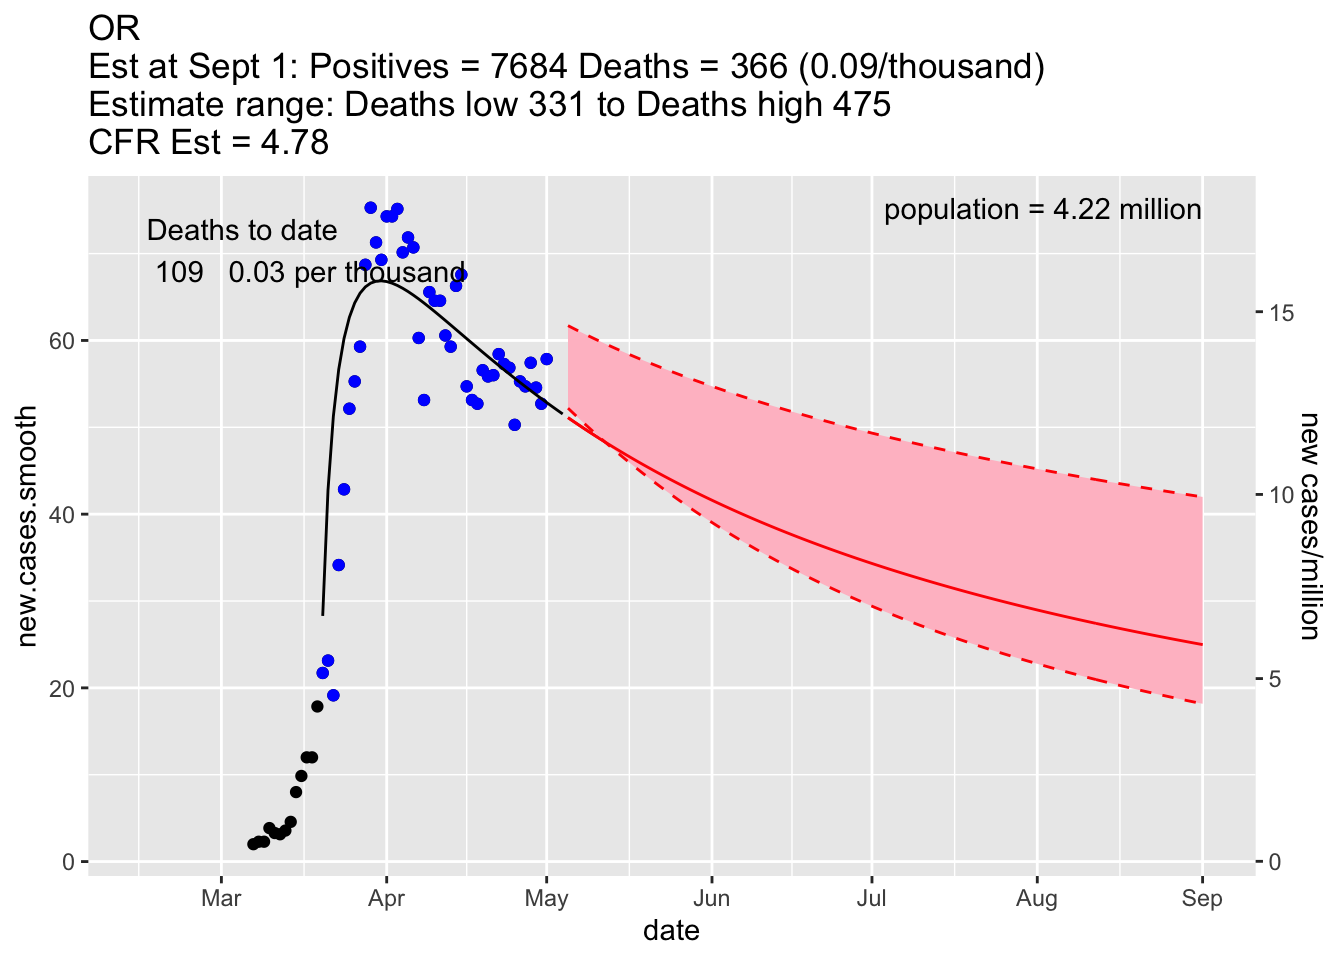 OR
Est at Sept 1: Positives = 7684 Deaths = 366 (0.09/thousand)
Estimate range: Deaths low 331 to Deaths high 475
CFR Est = 4.78
population = 4.22 million
Deaths to date
109 0.03 per thousand
new.cases.smooth
60
40
20
0
15
10
5
0
new cases/million
Mar Apr May Jun Jul Aug Sep
date